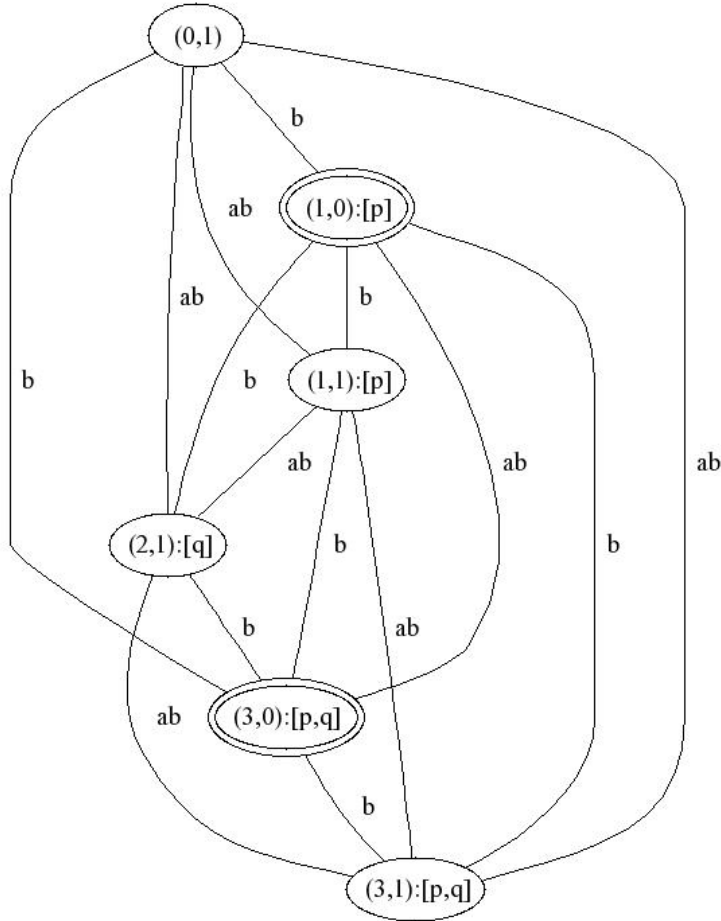 (0,1)
b
(1,0):[p]
ab
ab
b
(1,1):[p]
b
b
ab
ab
ab
(2,1):[q]
b
b
b
ab
(3,0):[p,q]
ab
b
(3,1):[p,q]